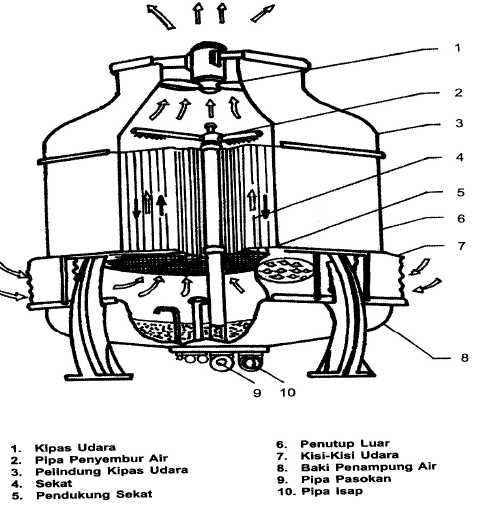 1
2
3
4
5
6
7
8
9 10
1. Kipas Udara
2. Pipa Penyembur Air
3. Pelindung Kipas Udara
4. Sekat
5. Pendukung Sekat
6. Penutup Luar
7. Kisi-Kisi Udara
8. Baki Penampung Air
9. Pipa Pasokan
10. Pipa Isap